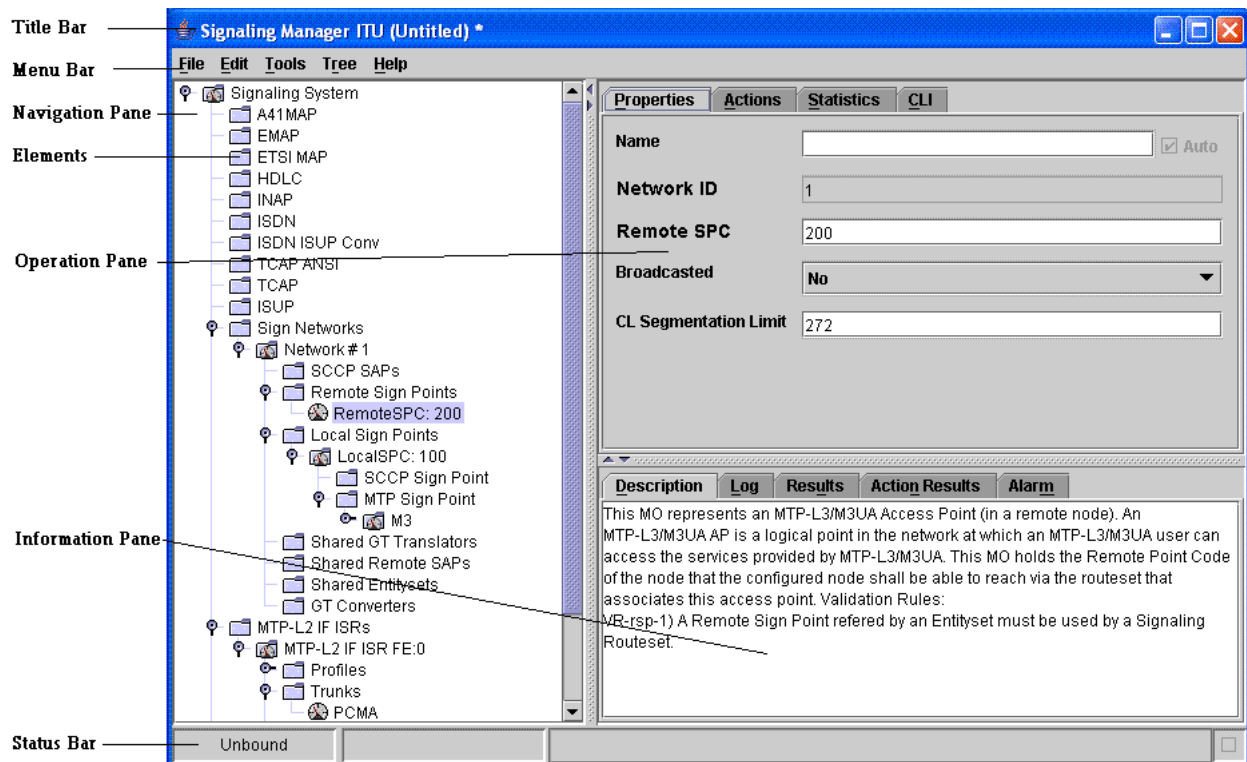 Title Bar
Signaling Manager ITU (Untitled) *
Menu Bar
File Edit Tools Tree Help
Navigation Pane
Elements
Operation Pane
Information Pane
Status Bar
Signaling System
A41MAP
EMAP
ETSI MAP
HDLC
INAP
ISDN
ISDN ISUP Conv
TCAP ANSI
TCAP
ISUP
Sign Networks
Network # 1
SCCP SAPs
Remote Sign Points
RemoteSPC: 200
Local Sign Points
LocalSPC: 100
SCCP Sign Point
MTP Sign Point
M3
Shared GT Translators
Shared Remote SAPs
Shared Entitysets
GT Converters
MTP-L2 IF ISRs
MTP-L2 IF ISR FE:0
Profiles
Trunks
PCMA
Properties Actions Statistics CLI
Name Auto
Network ID 1
Remote SPC 200
Broadcasted No
CL Segmentation Limit 272
Description Log Results Action Results Alarm
This MO represents an MTP-L3/M3UA Access Point (in a remote node). An
MTP-L3/M3UA AP is a logical point in the network at which an MTP-L3/M3UA user can
access the services provided by MTP-L3/M3UA. This MO holds the Remote Point Code
of the node that the configured node shall be able to reach via the routeset that
associates this access point. Validation Rules:
VR-rsp-1) A Remote Sign Point refered by an Entityset must be used by a Signaling
Routeset.
Unbound